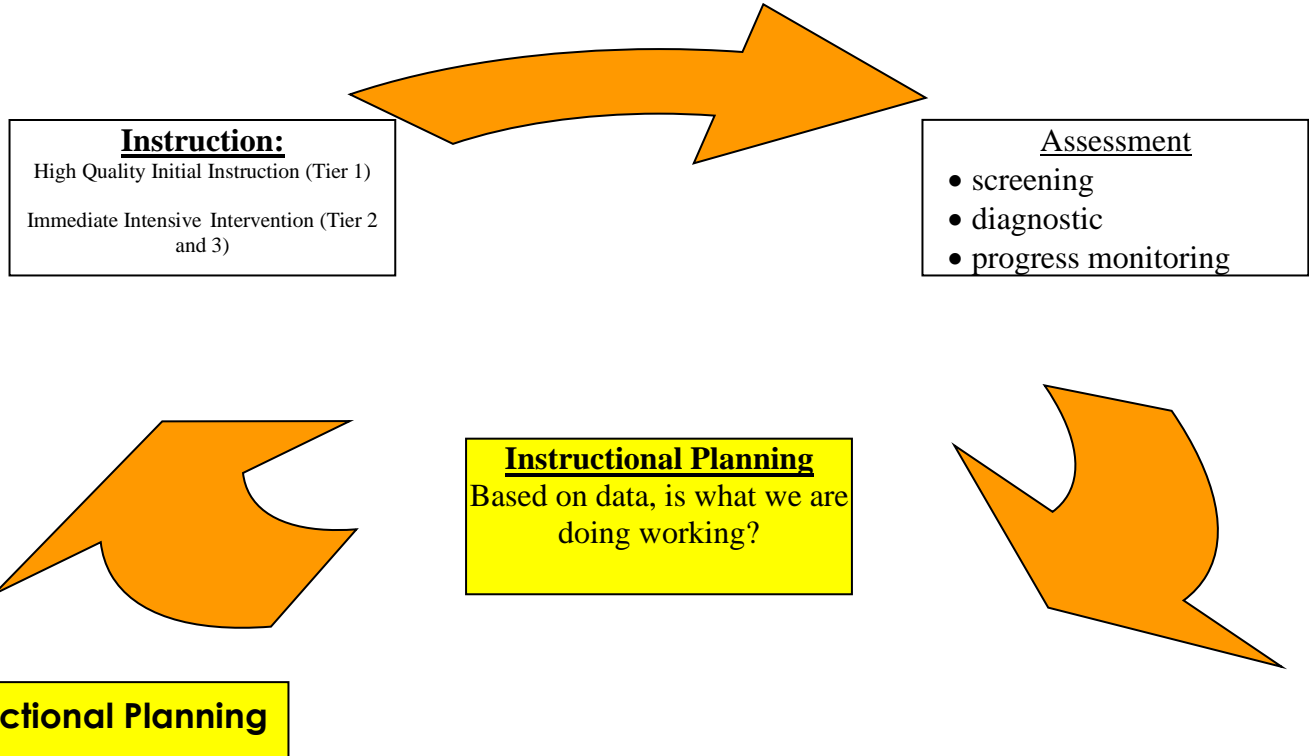 Instruction:
High Quality Initial Instruction (Tier 1)
Immediate Intensive Intervention (Tier 2
and 3)
Assessment
• screening
• diagnostic
• progress monitoring
Instructional Planning
Based on data, is what we are
doing working?
ctional Planning